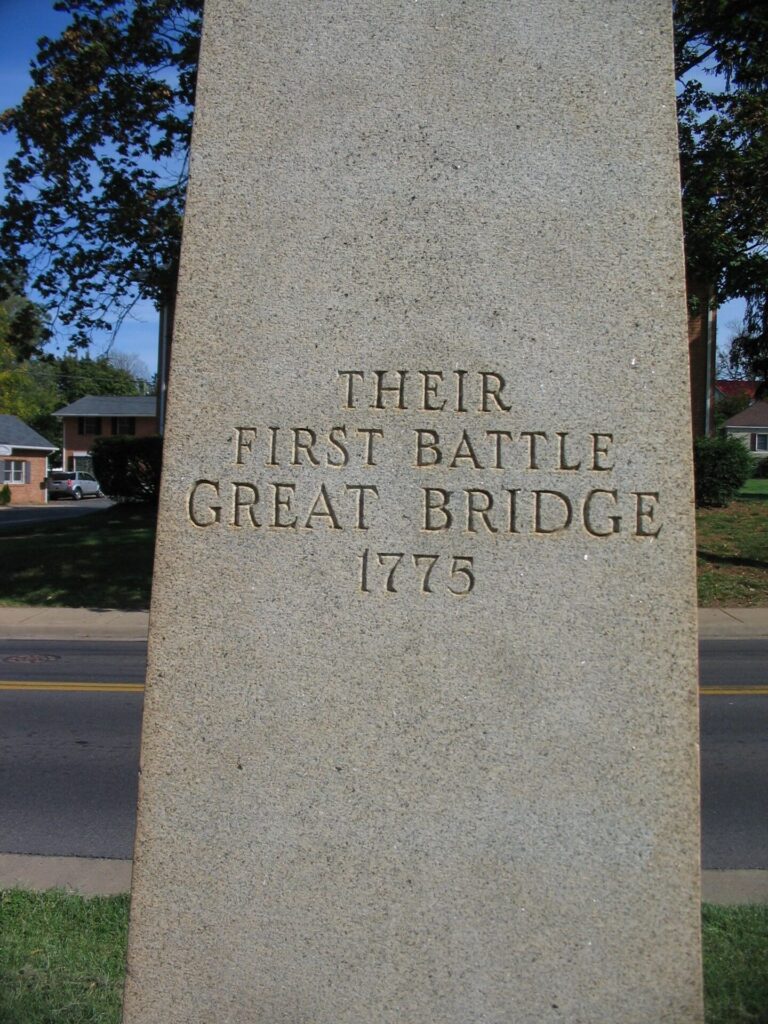 THEIR
FIRST BATTLE
GREAT BRIDGE
1775